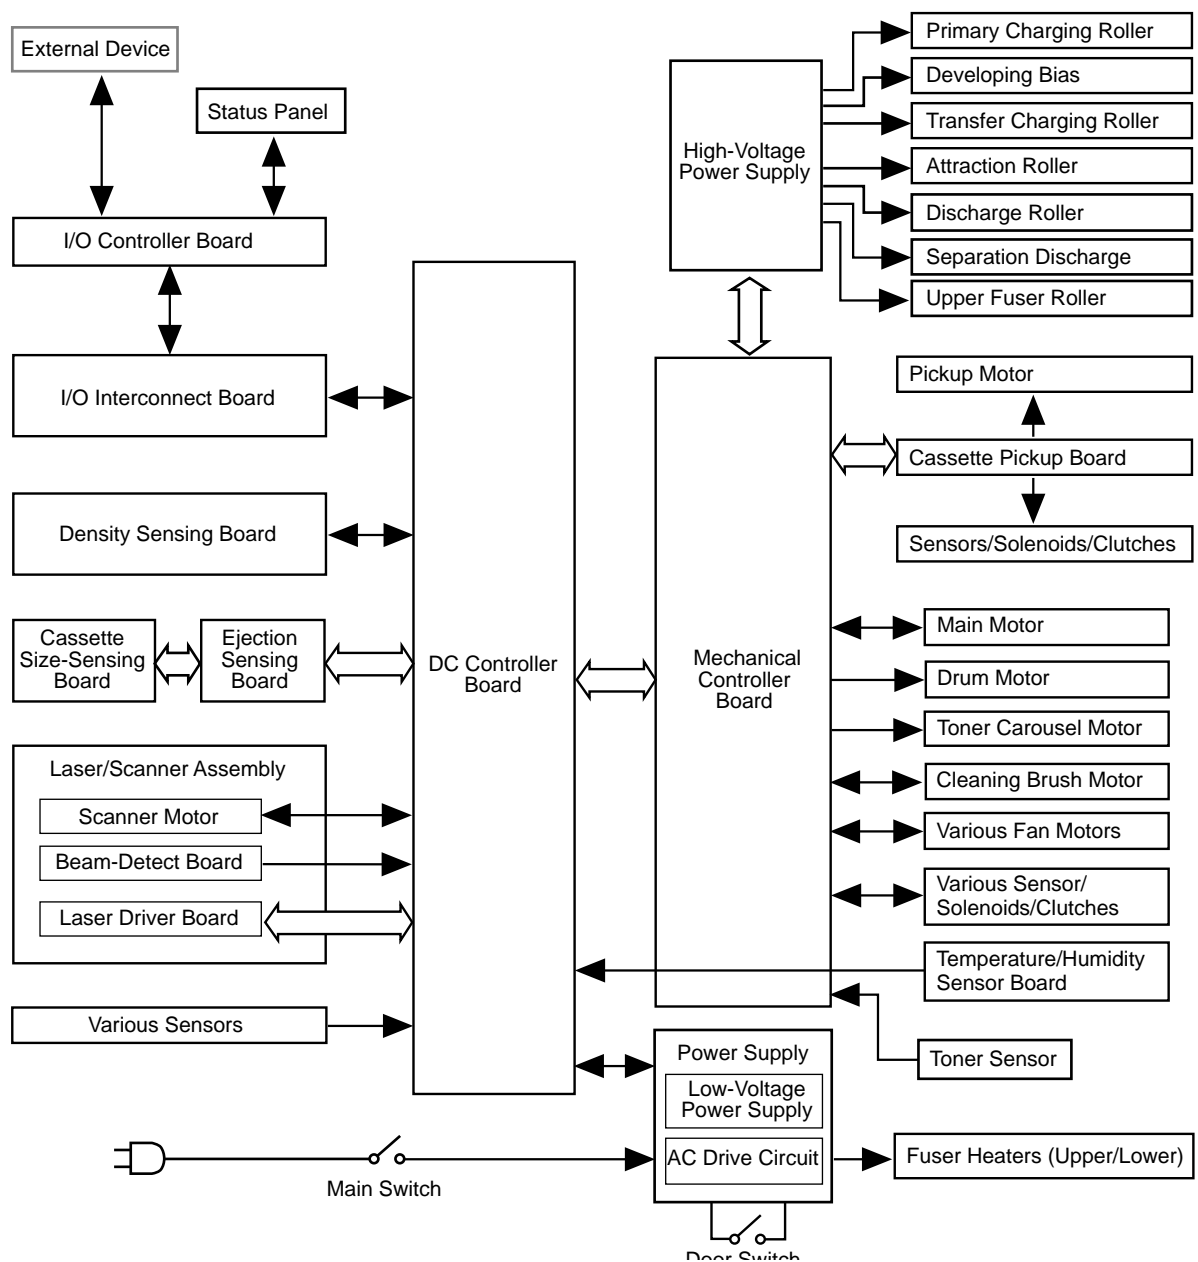 External Device
Status Panel
I/O Controller Board
I/O Interconnect Board
Density Sensing Board
Cassette
Size-Sensing
Board
Ejection
Sensing
Board
Laser/Scanner Assembly
Scanner Motor
Beam-Detect Board
Laser Driver Board
Various Sensors
DC Controller
Board
High-Voltage
Power Supply
Primary Charging Roller
Developing Bias
Transfer Charging Roller
Attraction Roller
Discharge Roller
Separation Discharge
Upper Fuser Roller
Mechanical
Controller
Board
Pickup Motor
Cassette Pickup Board
Sensors/Solenoids/Clutches
Main Motor
Drum Motor
Toner Carousel Motor
Cleaning Brush Motor
Various Fan Motors
Various Sensor/
Solenoids/Clutches
Temperature/Humidity
Sensor Board
Toner Sensor
Power Supply
Low-Voltage
Power Supply
AC Drive Circuit
Fuser Heaters (Upper/Lower)
Main Switch
Door Switch